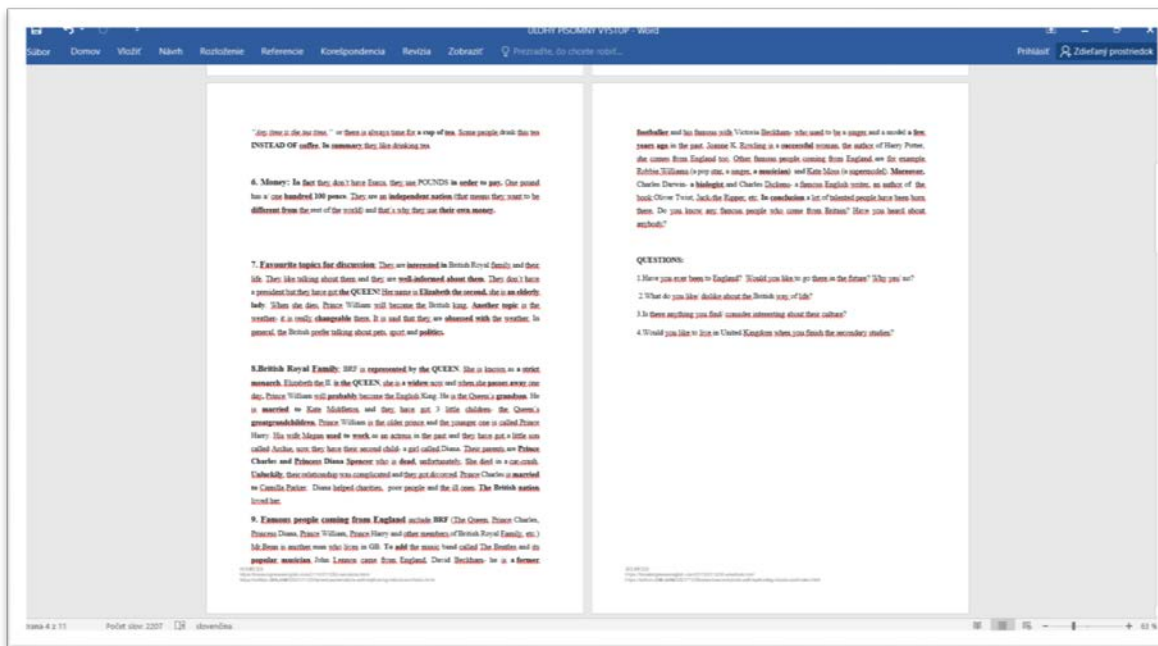 ULOHY PISOMNY VYSTUP - Word
Súbor Domov Vložiť Návrh Rozloženie Referencie Korešpondencia Revízia Zobraziť Prezraďte, čo chcete robiť...
Prihlásiť Zdieľaný prostriedok
"Any time is the tea time." or there is always time for a cup of tea. Some people drink this tea
INSTEAD OF coffee. In summary they like drinking tea.
6. Money: In fact they don't have Euros, they use POUNDS in order to pay. One pound
has a' one hundred 100 pence. They are an independent nation (that means they want to be
different from the rest of the world) and that's why they use their own money.
7. Favourite topics for discussion: They are interested in British Royal family and their
life. They like talking about them and they are well-informed about them. They don't have
a president but they have got the QUEEN! Her name is Elizabeth the second, she is an elderly
lady. When she dies, Prince William will become the British king. Another topic is the
weather- it is really changeable there. It is said that they are obsessed with the weather. In
general, the British prefer talking about pets, sport and politics.
8.British Royal Family: BRF is represented by the QUEEN. She is known as a strict
monarch. Elizabeth the II. is the QUEEN, she is a widow now and when she passes away one
day, Prince William will probably become the English King. He is the Queen's grandson. He
is married to Kate Middleton and they have got 3 little children- the Queen's
greatgrandchildren. Prince William is the older prince and the younger one is called Prince
Harry. His wife Megan used to work as an actress in the past and they have got a little son
called Archie, now they have their second child- a girl called Diana. Their parents are Prince
Charles and Princess Diana Spencer who is dead, unfortunately. She died in a car-crash.
Unluckily, their relationship was complicated and they got divorced. Prince Charles is married
to Camilla Parker. Diana helped charities, poor people and the ill ones. The British nation
loved her.
9. Famous people coming from England include BRF (The Queen, Prince Charles,
Princess Diana, Prince William, Prince Harry and other members of British Royal Family, etc.)
Mr.Bean is another man who lives in GB. To add the music band called The Beatles and its
popular musician John Lennon came from England. David Beckham- he is a former
footballer and his famous wife Victoria Beckham- who used to be a singer and a model a few
years ago in the past. Joanne K. Rowling is a successful woman, the author of Harry Potter,
she comes from England too. Other famous people coming from England are for example
Robbie Williams (a pop star, a singer, a musician) and Kate Moss (a supermodel). Moreover,
Charles Darwin- a biologist and Charles Dickens- a famous English writer, an author of the
book Oliver Twist, Jack-the Ripper, etc. In conclusion a lot of talented people have been born
there. Do you know any famous people who come from Britain? Have you heard about
anybody?
QUESTIONS:
1.Have you ever been to England? Would you like to go there in the future? Why yes/ no?
2.What do you like/ dislike about the British way of life?
3.Is there anything you find/ consider interesting about their culture?
4.Would you like to live in United Kingdom when you finish the secondary studies?
strana 4 z 11 Počet slov: 2207 slovenčina
63 %